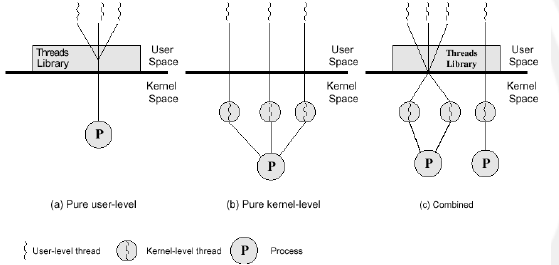 Threads
Library
User
Space
Kernel
Space
P
(a) Pure user-level
User
Space
Kernel
Space
P
(b) Pure kernel-level
Threads
Library
User
Space
Kernel
Space
P
P
(c) Combined
User-level thread
Kernel-level thread
P
Process